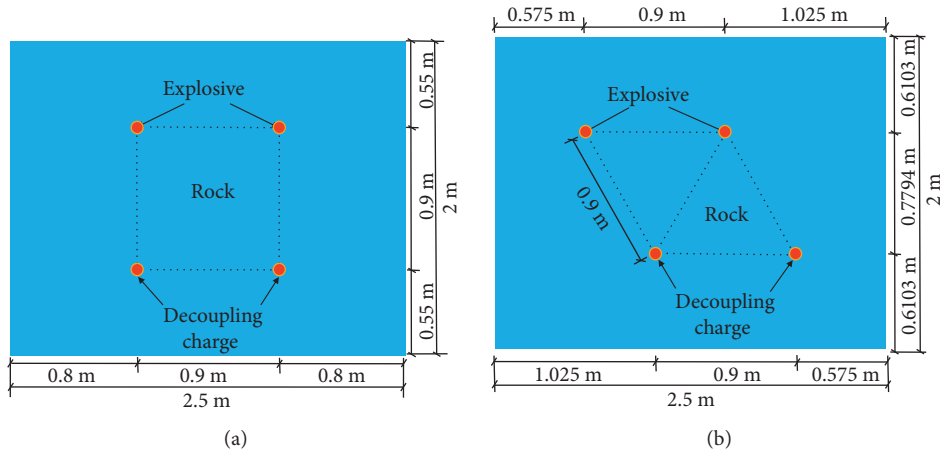 Explosive
Rock
Decoupling
charge
0.55 m
0.9 m
0.55 m
2 m
0.8 m
0.9 m
0.8 m
2.5 m
(a)
0.575 m
0.9 m
1.025 m
Explosive
0.9 m
Rock
Decoupling
charge
0.6103 m
0.7794 m
0.6103 m
2 m
1.025 m
0.9 m
0.575 m
2.5 m
(b)